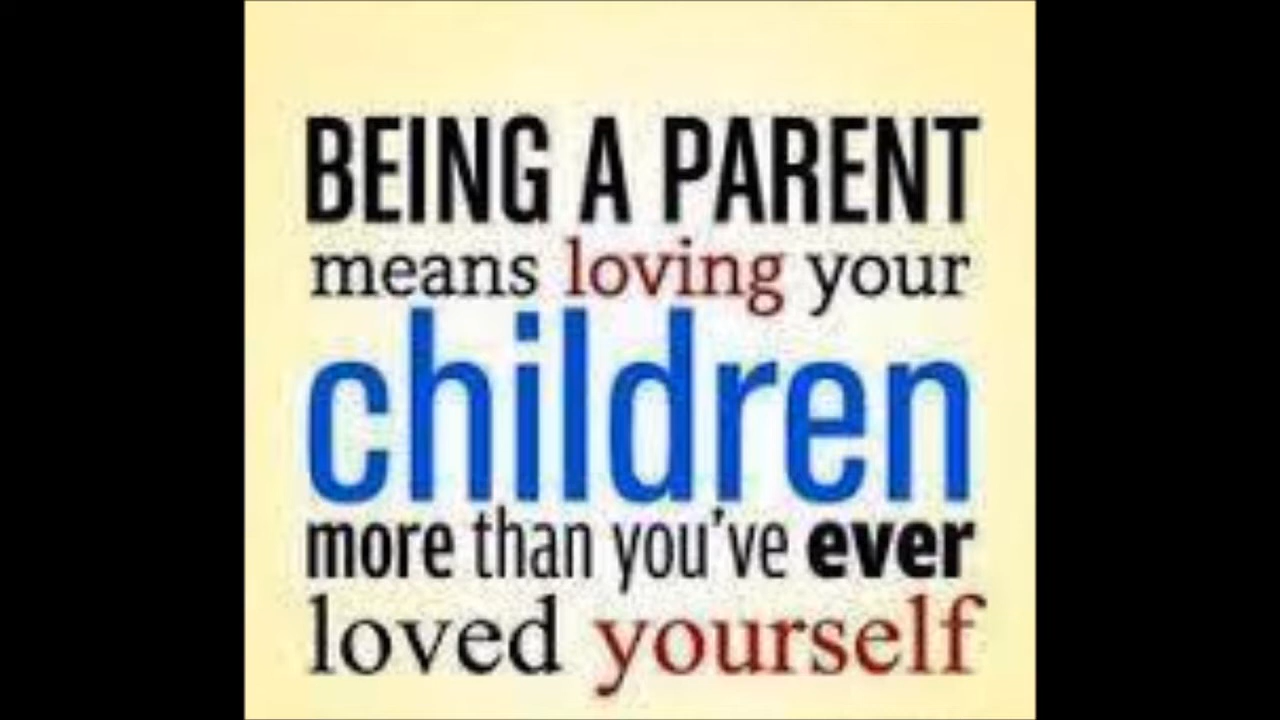 BEING A PARENT
means loving your
children
more than you've ever
loved yourself